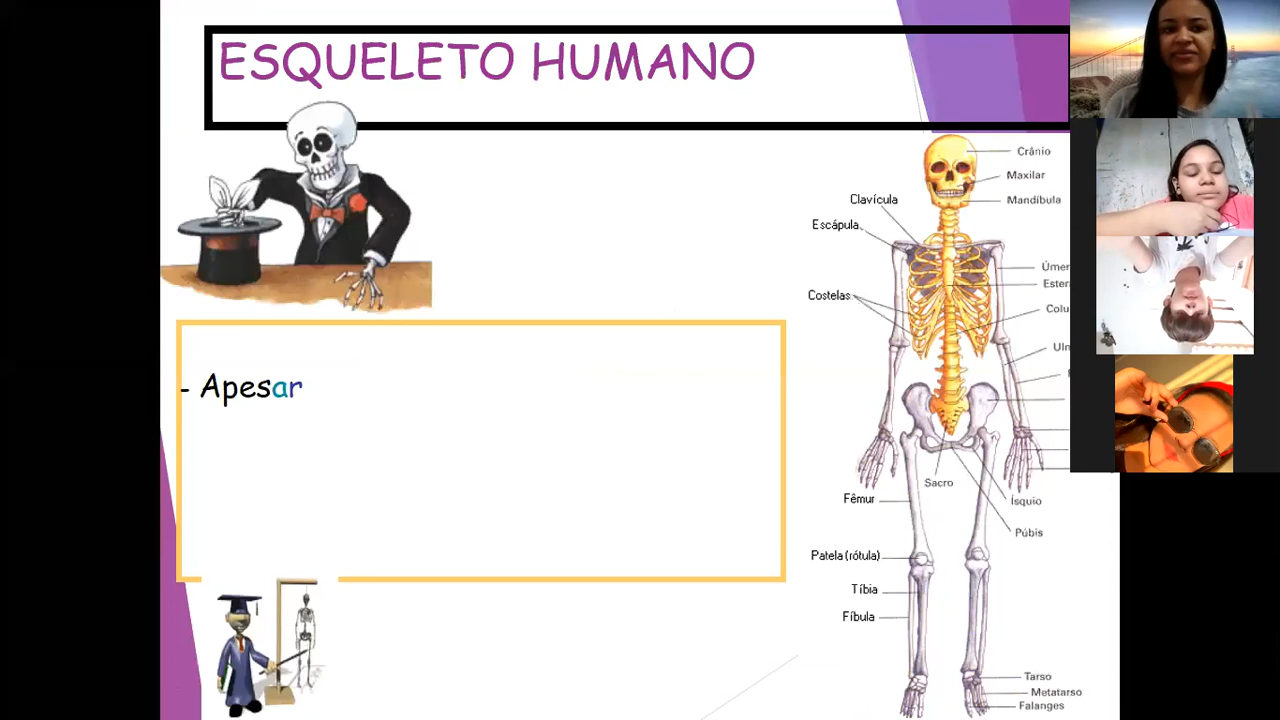 ESQUELETO HUMANO
Crânio
Maxilar
Mandíbula
Clavícula
Escápula
Costelas
- Apesar
Sacro
Fêmur
Ísquio
Púbis
Patela (rótula)
Tíbia
Fíbula
Tarso
Metatarso
Falanges